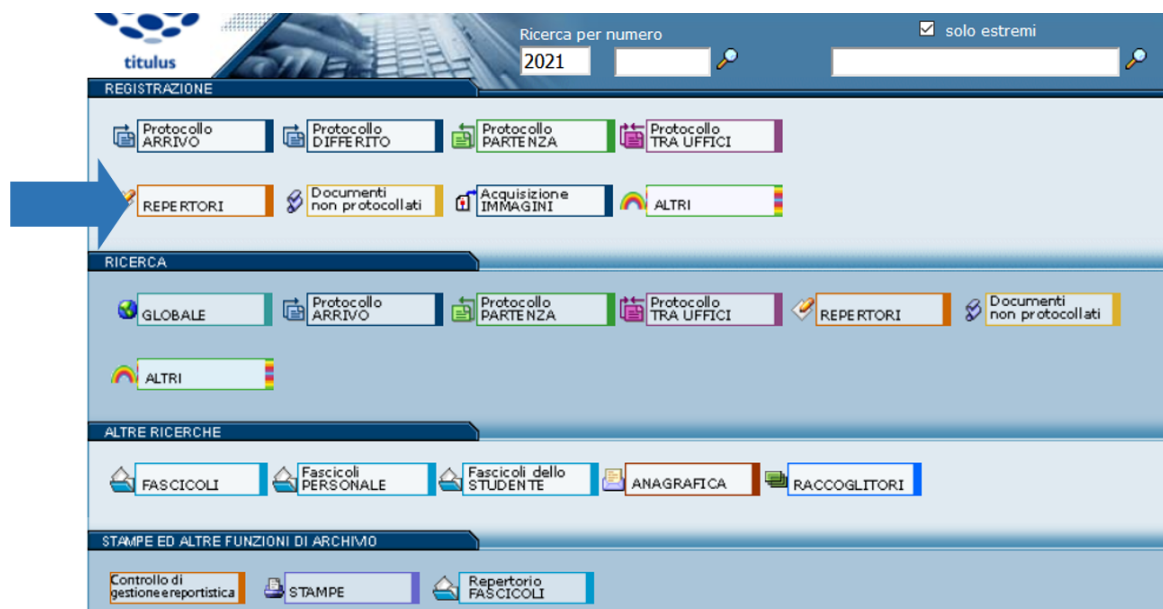 Ricerca per numero
solo estremi
titulus
2021
REGISTRAZIONE
Protocollo
ARRIVO
Protocollo
DIFFERITO
Protocollo
PARTENZA
Protocollo
TRA UFFICI
REPERTORI
Documenti
non protocollati
Acquisizione
IMMAGINI
ALTRI
RICERCA
GLOBALE
Protocollo
ARRIVO
Protocollo
PARTENZA
Protocollo
TRA UFFICI
REPERTORI
Documenti
non protocollati
ALTRI
ALTRE RICERCHE
FASCICOLI
Fascicoli
PERSONALE
Fascicoli dello
STUDENTE
ANAGRAFICA
RACCOGLITORI
STAMPE ED ALTRE FUNZIONI DI ARCHIVIO
Controllo di
gestione e reportistica
STAMPE
Repertorio
FASCICOLI